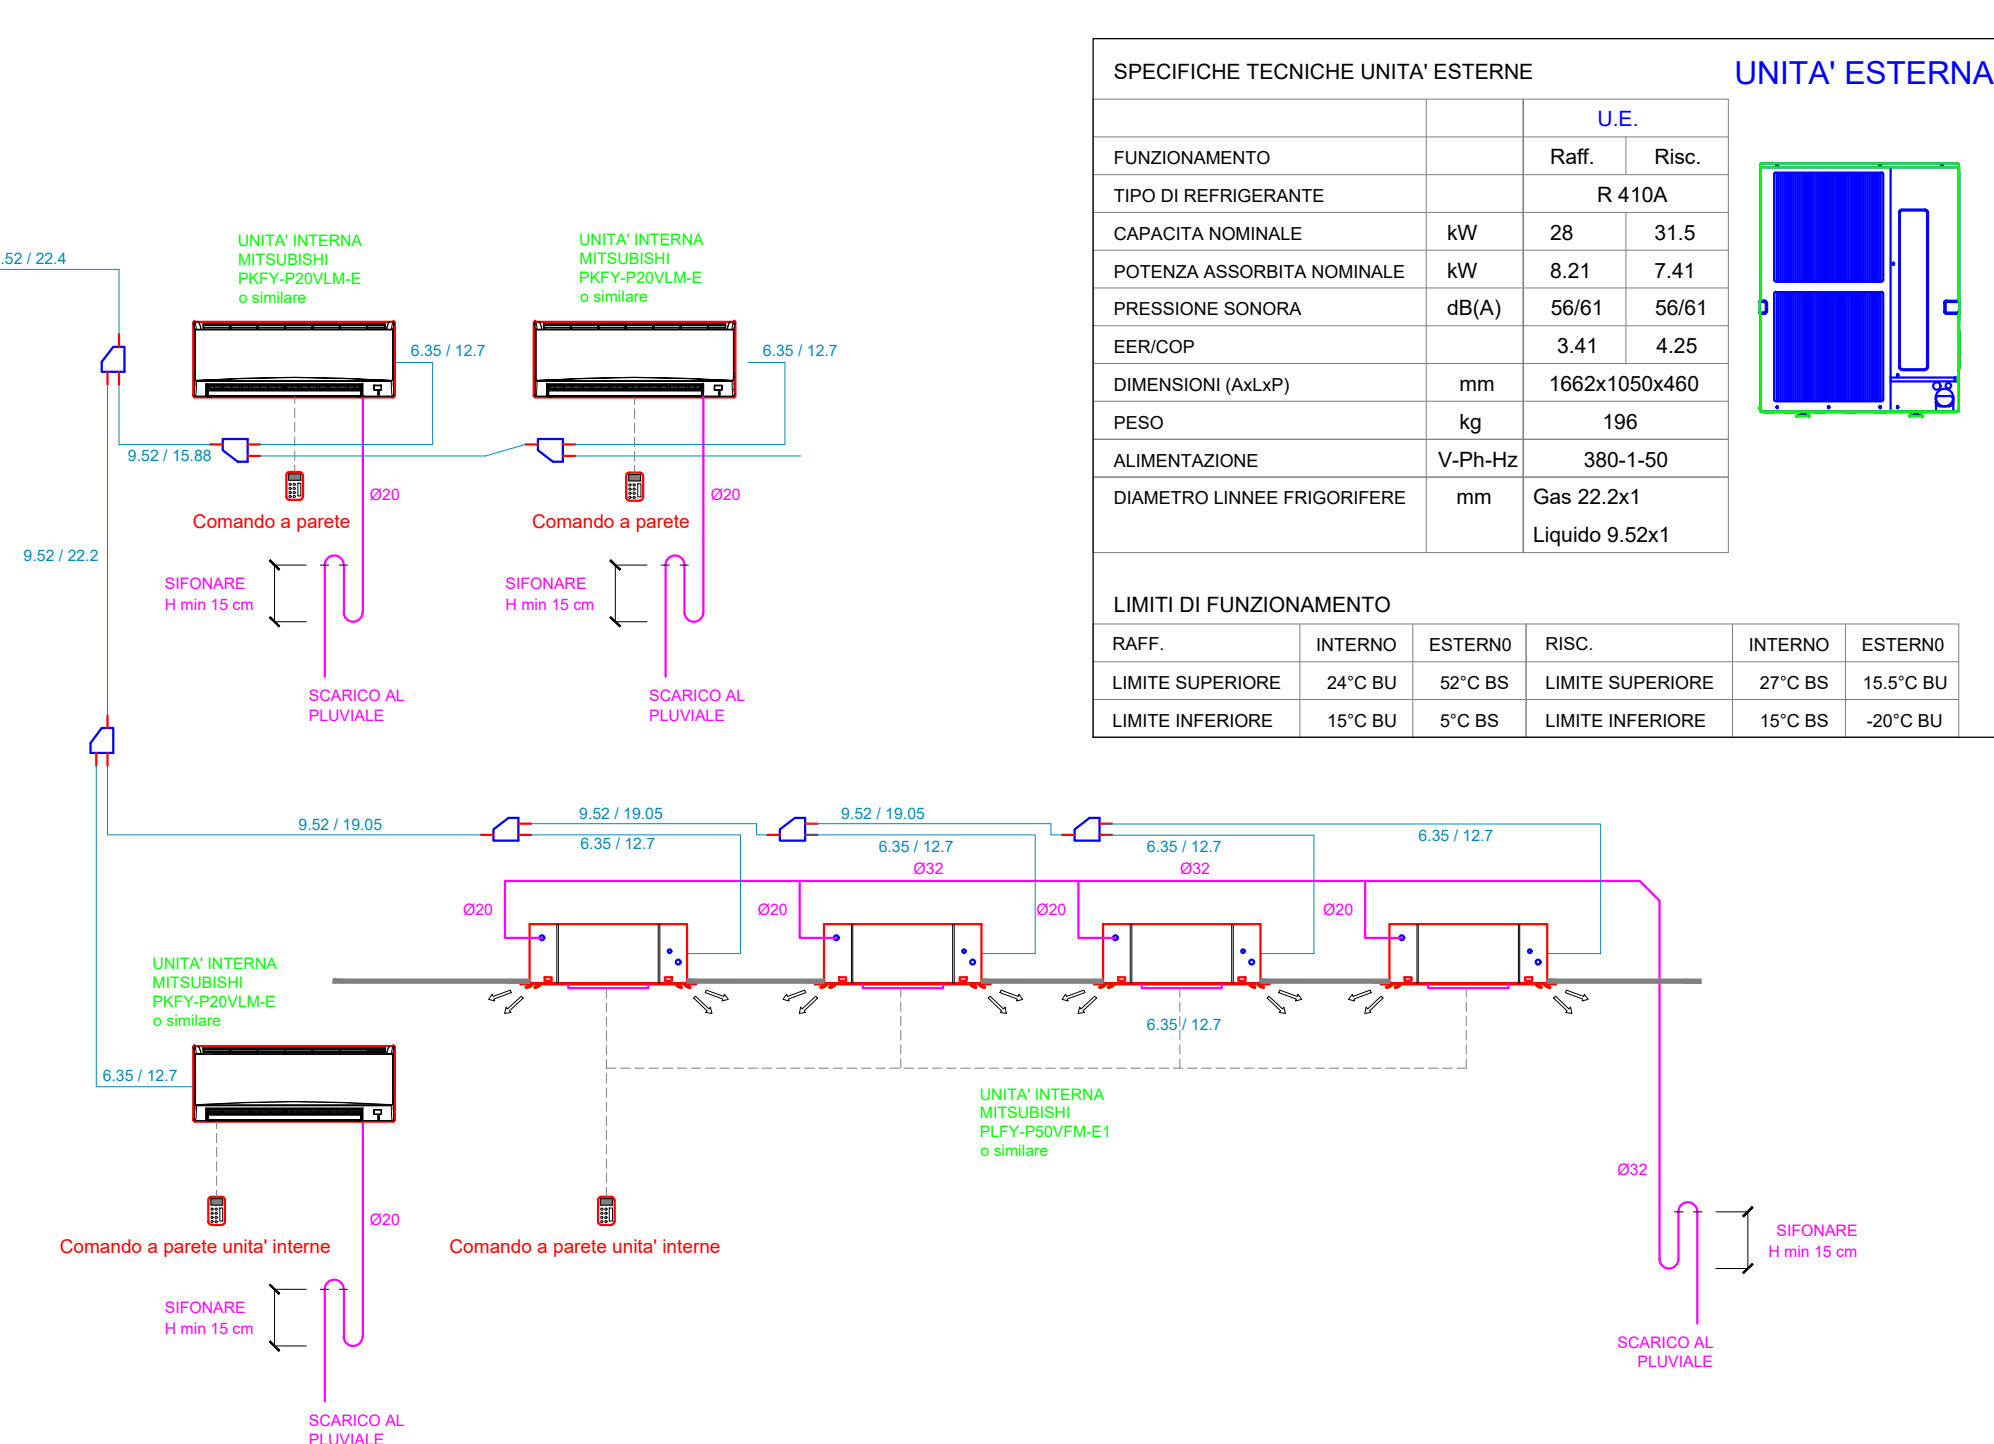 SPECIFICHE TECNICHE UNITA' ESTERNE
UNITA' ESTERNA
U.E.
FUNZIONAMENTO Raff. Risc.
TIPO DI REFRIGERANTE R 410A
CAPACITA NOMINALE kW 28 31.5
POTENZA ASSORBITA NOMINALE kW 8.21 7.41
PRESSIONE SONORA dB(A) 56/61 56/61
EER/COP 3.41 4.25
DIMENSIONI (AxLxP) mm 1662x1050x460
PESO kg 196
ALIMENTAZIONE V-Ph-Hz 380-1-50
DIAMETRO LINNEE FRIGORIFERE mm Gas 22.2x1
Liquido 9.52x1
LIMITI DI FUNZIONAMENTO
RAFF. INTERNO ESTERN0 RISC. INTERNO ESTERN0
LIMITE SUPERIORE 24°C BU 52°C BS LIMITE SUPERIORE 27°C BS 15.5°C BU
LIMITE INFERIORE 15°C BU 5°C BS LIMITE INFERIORE 15°C BS -20°C BU
.52 / 22.4
UNITA' INTERNA
MITSUBISHI
PKFY-P20VLM-E
o similare
UNITA' INTERNA
MITSUBISHI
PKFY-P20VLM-E
o similare
6.35 / 12.7
6.35 / 12.7
9.52 / 15.88
Ø20
Ø20
Comando a parete
Comando a parete
9.52 / 22.2
SIFONARE
H min 15 cm
SIFONARE
H min 15 cm
SCARICO AL
PLUVIALE
SCARICO AL
PLUVIALE
9.52 / 19.05
9.52 / 19.05
9.52 / 19.05
6.35 / 12.7
6.35 / 12.7
6.35 / 12.7
6.35 / 12.7
Ø32
Ø32
Ø20
Ø20
Ø20
Ø20
UNITA' INTERNA
MITSUBISHI
PKFY-P20VLM-E
o similare
6.35 / 12.7
6.35 / 12.7
UNITA' INTERNA
MITSUBISHI
PLFY-P50VFM-E1
o similare
Ø20
Ø32
Comando a parete unita' interne
Comando a parete unita' interne
SIFONARE
H min 15 cm
SIFONARE
H min 15 cm
SCARICO AL
PLUVIALE
SCARICO AL
PLUVIALE